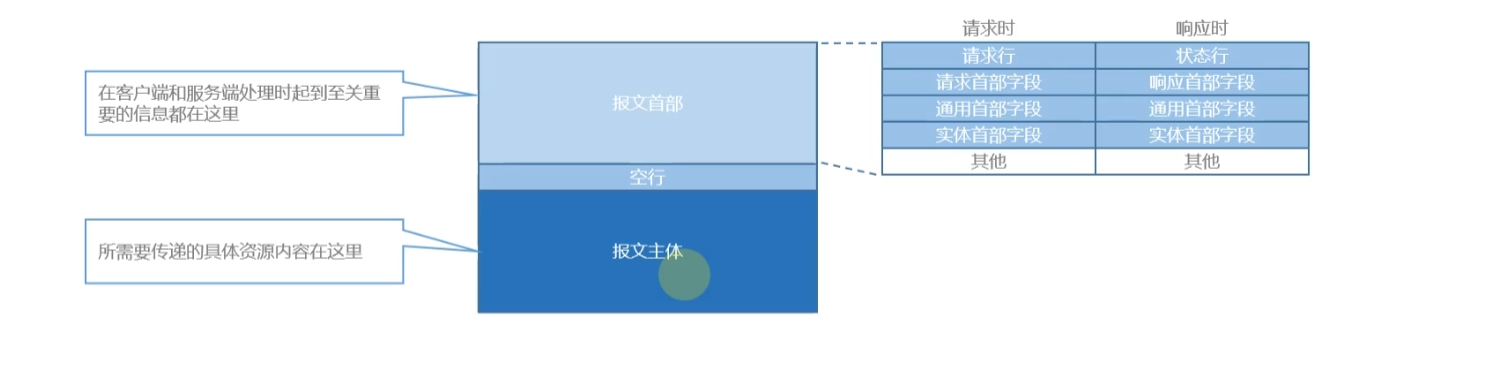 请求时 响应时
请求行 状态行
在客户端和服务端处理时起到至关重
要的信息都在这里
报文首部
请求首部字段 响应首部字段
通用首部字段 通用首部字段
实体首部字段 实体首部字段
其他 其他
空行
所需要传递的具体资源内容在这里
报文主体